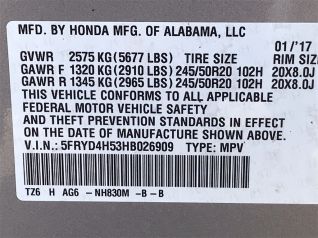 MFD. BY HONDA MFG. OF ALABAMA, LLC
01/'17
GVWR 2575 KG (5677 LBS) TIRE SIZE RIM SIZE
GAWR F 1320 KG (2910 LBS) 245/50R20 102H 20X8.0J
GAWR R 1345 KG (2965 LBS) 245/50R20 102H 20X8.0J
THIS VEHICLE CONFORMS TO ALL APPLICABLE
FEDERAL MOTOR VEHICLE SAFETY
AND THEFT PREVENTION STANDARDS IN EFFECT
ON THE DATE OF MANUFACTURE SHOWN ABOVE.
V.I.N.: 5FRYD4H53HB026909 TYPE: MPV
TZ6 H AG6 -NH830M -B -B